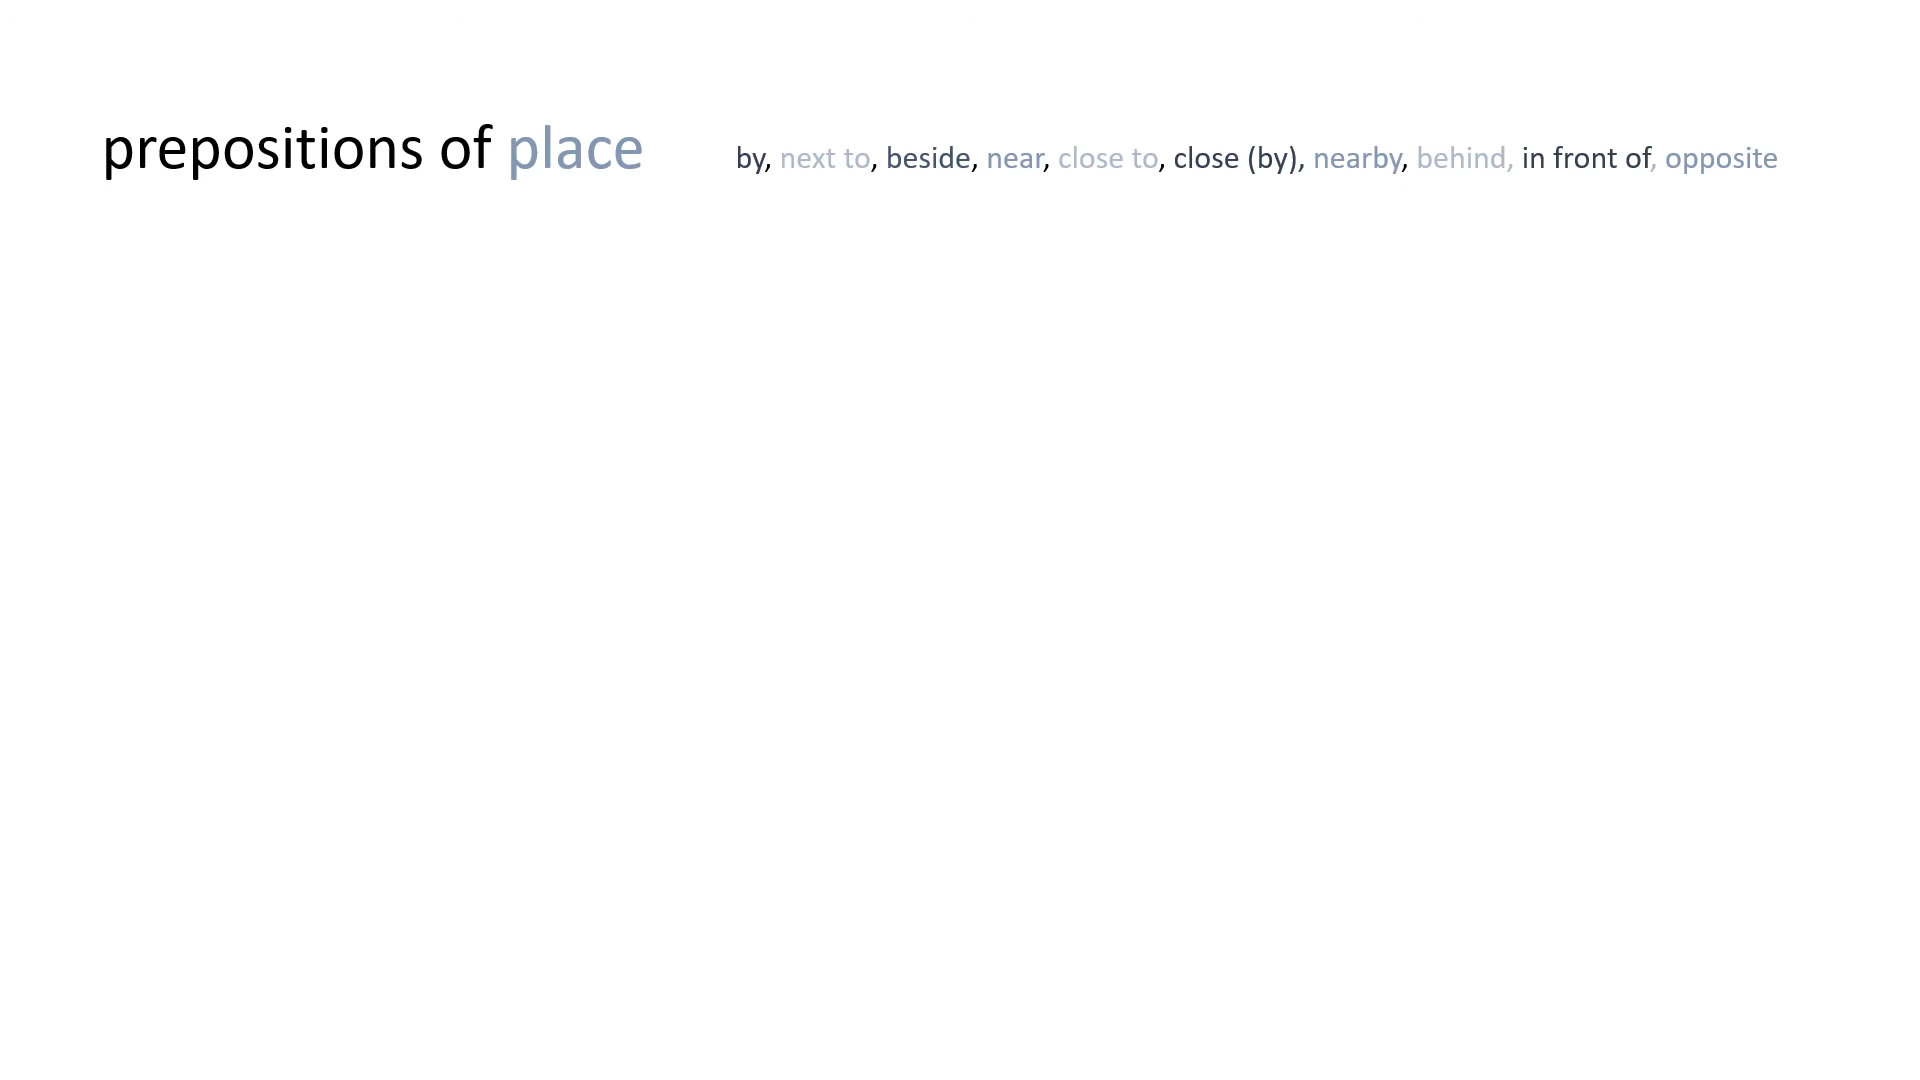 prepositions of place
by, next to, beside, near, close to, close (by), nearby, behind, in front of, opposite